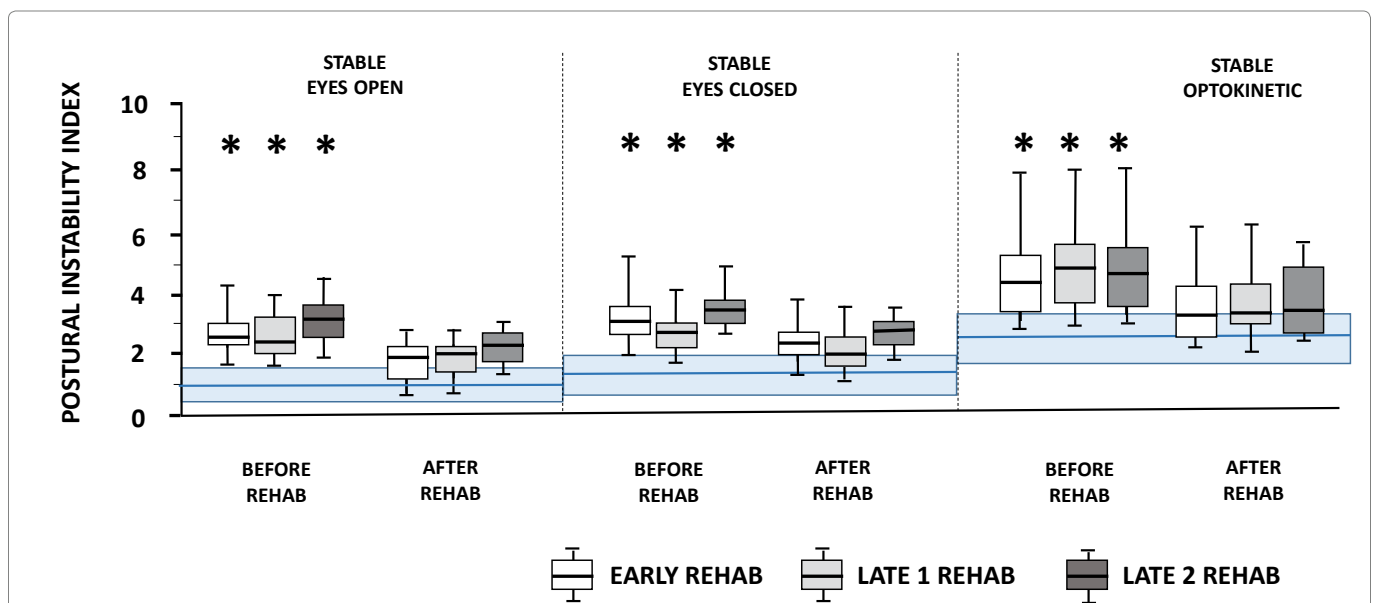 STABLE
EYES OPEN
STABLE
EYES CLOSED
STABLE
OPTOKINETIC
POSTURAL INSTABILITY INDEX
10
8
6
4
2
0
* * *
* * *
* * *
BEFORE
REHAB
AFTER
REHAB
BEFORE
REHAB
AFTER
REHAB
BEFORE
REHAB
AFTER
REHAB
EARLY REHAB
LATE 1 REHAB
LATE 2 REHAB